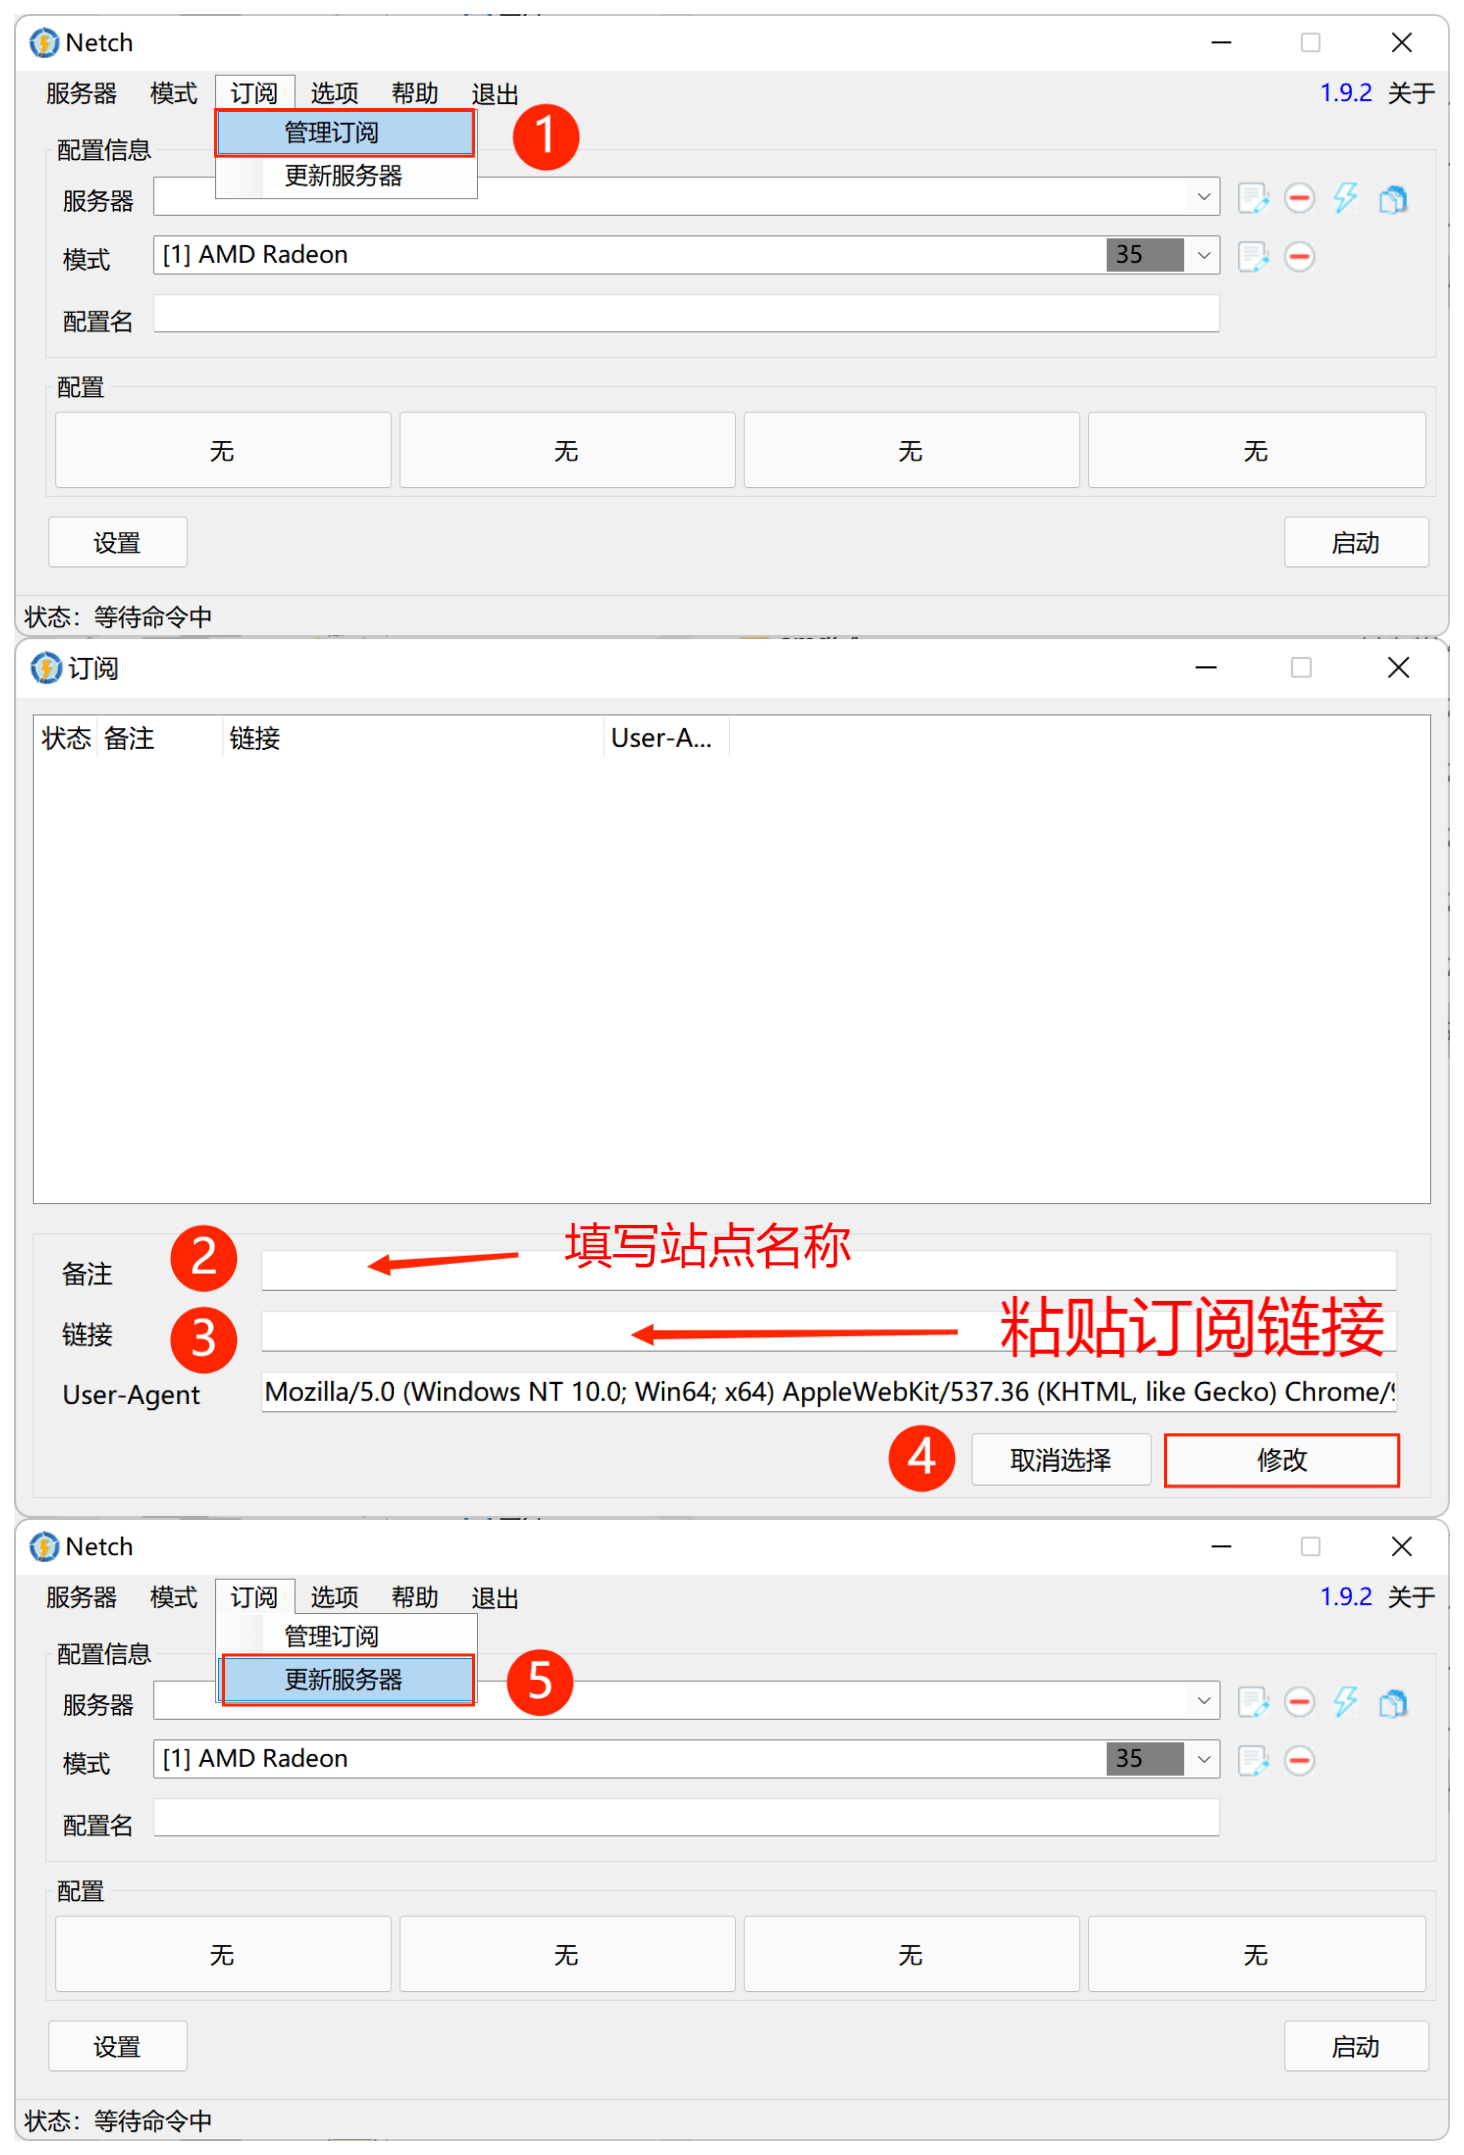 Netch
服务器 模式 订阅 选项 帮助 退出 1.9.2 关于
管理订阅 1
配置信息
更新服务器
服务器
模式 [1] AMD Radeon 35
配置名
配置
无 无 无 无
设置 启动
状态：等待命令中
订阅
状态 备注 链接 User-A...
填写站点名称
备注 2
粘贴订阅链接
链接 3
User-Agent Mozilla/5.0 (Windows NT 10.0; Win64; x64) AppleWebKit/537.36 (KHTML, like Gecko) Chrome/
4 取消选择 修改
Netch
服务器 模式 订阅 选项 帮助 退出 1.9.2 关于
管理订阅
配置信息
更新服务器 5
服务器
模式 [1] AMD Radeon 35
配置名
配置
无 无 无 无
设置 启动
状态：等待命令中